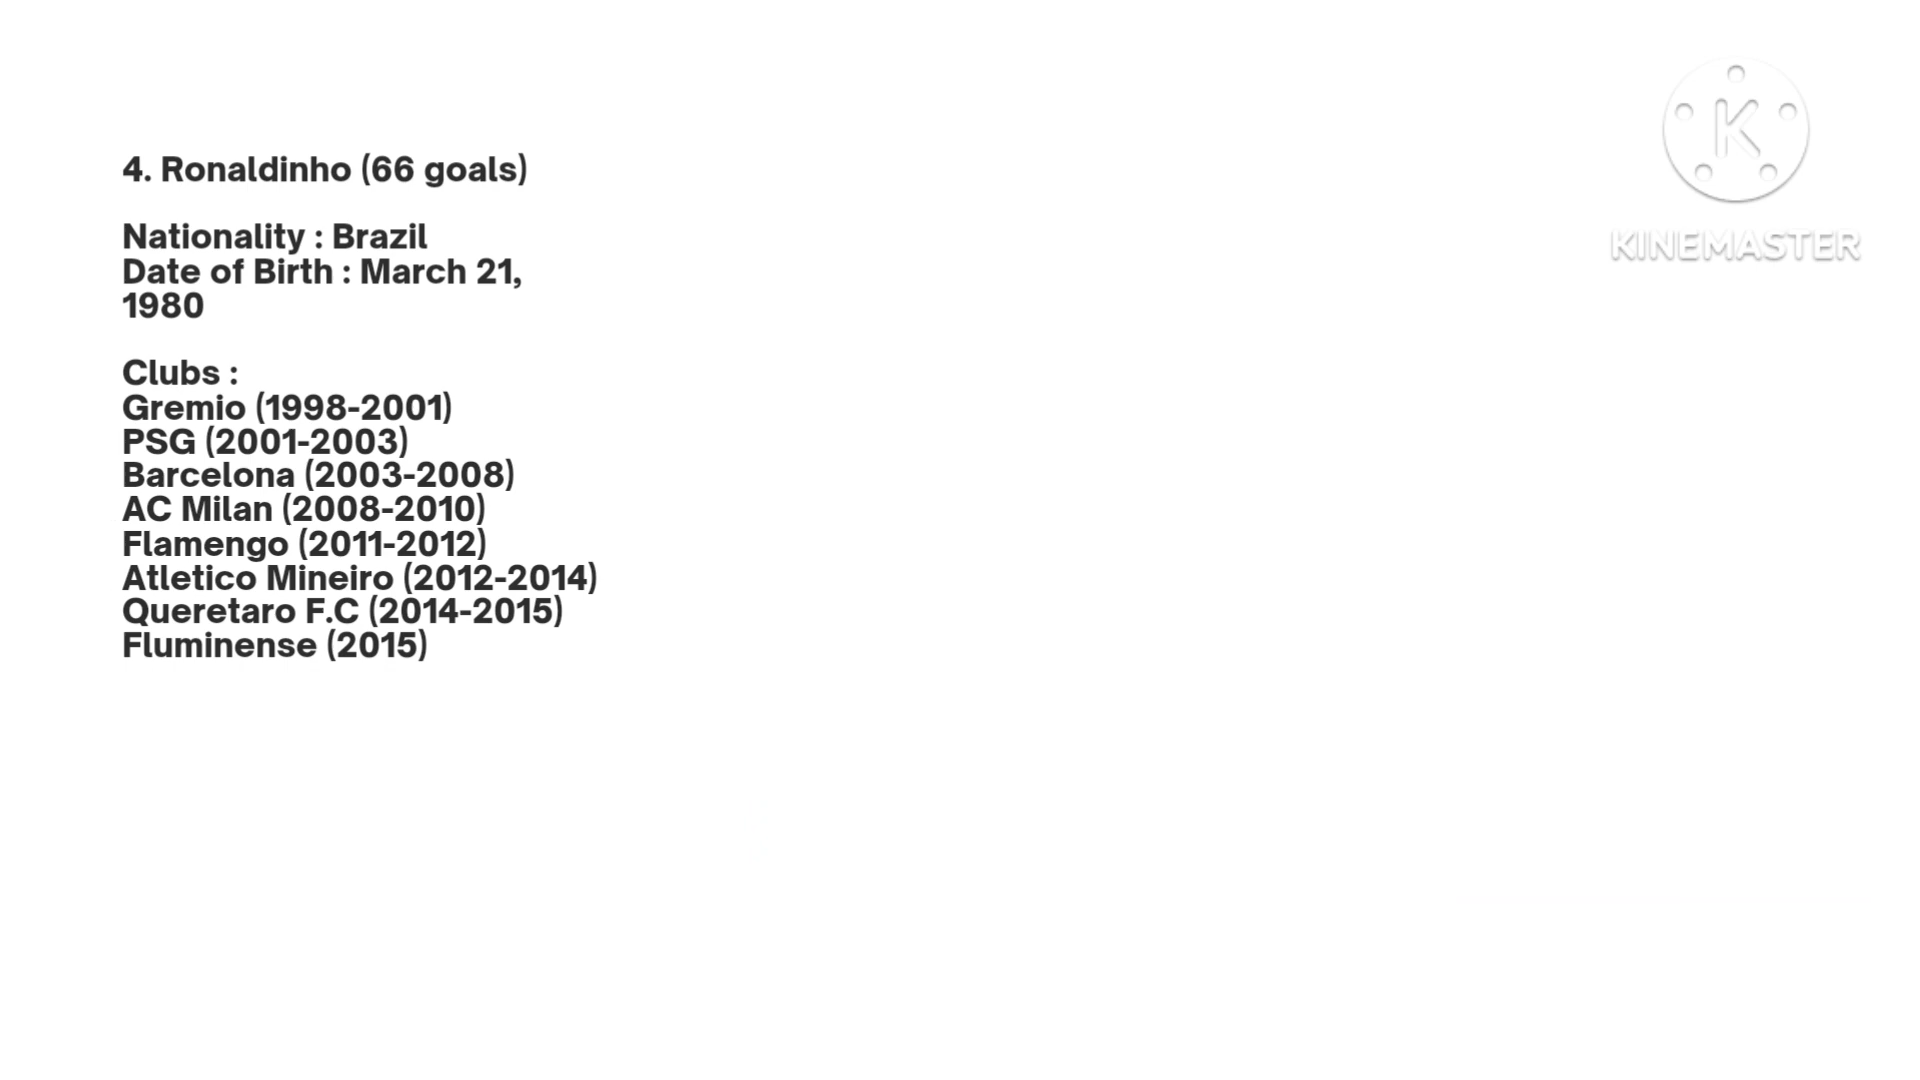 4. Ronaldinho (66 goals)
Nationality : Brazil
Date of Birth : March 21,
1980
Clubs :
Gremio (1998-2001)
PSG (2001-2003)
Barcelona (2003-2008)
AC Milan (2008-2010)
Flamengo (2011-2012)
Atletico Mineiro (2012-2014)
Queretaro F.C (2014-2015)
Fluminense (2015)
K
KINEMASTER